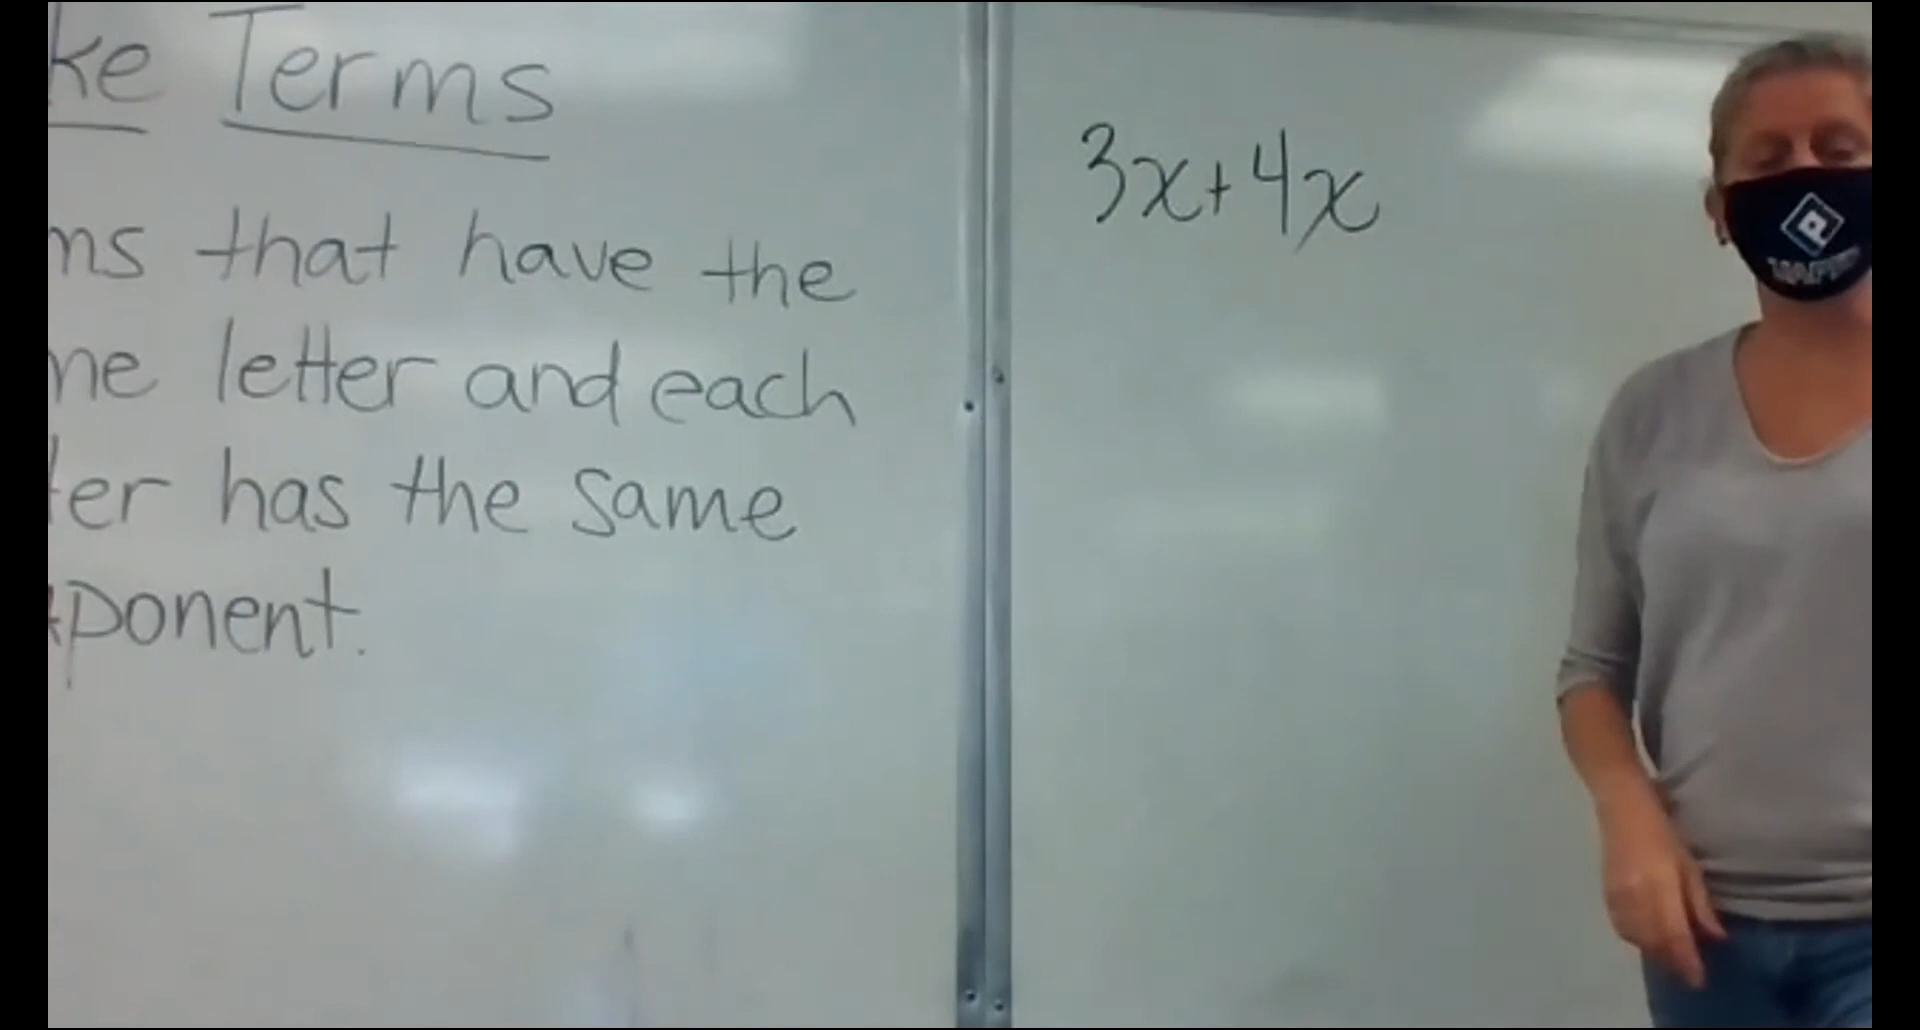 ke Terms
ms that have the
me letter and each
ter has the same
xponent.
3x+4x